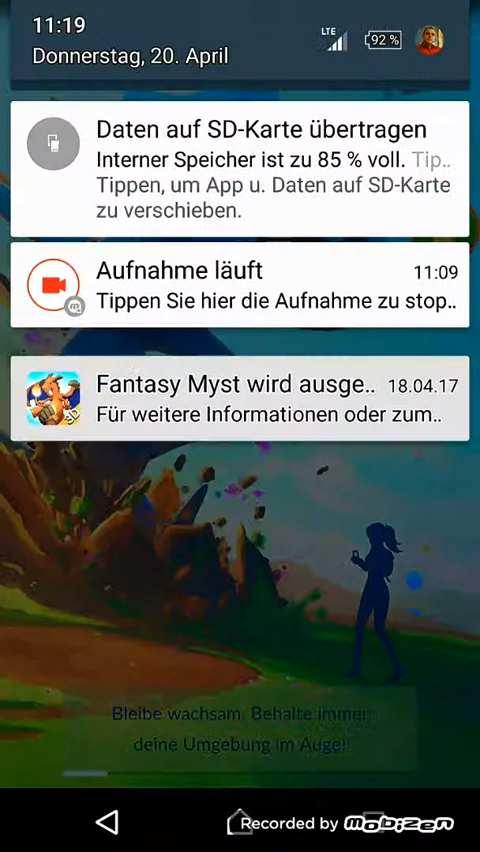 11:19
LTE
92 %
Donnerstag, 20. April
Daten auf SD-Karte übertragen
Interner Speicher ist zu 85 % voll. Tip..
Tippen, um App u. Daten auf SD-Karte
zu verschieben.
Aufnahme läuft 11:09
Tippen Sie hier die Aufnahme zu stop..
m
Fantasy Myst wird ausge.. 18.04.17
3D
Für weitere Informationen oder zum..
Bleibe wachsam. Behalte immer
deine Umgebung im Auge!
Recorded by mobizen